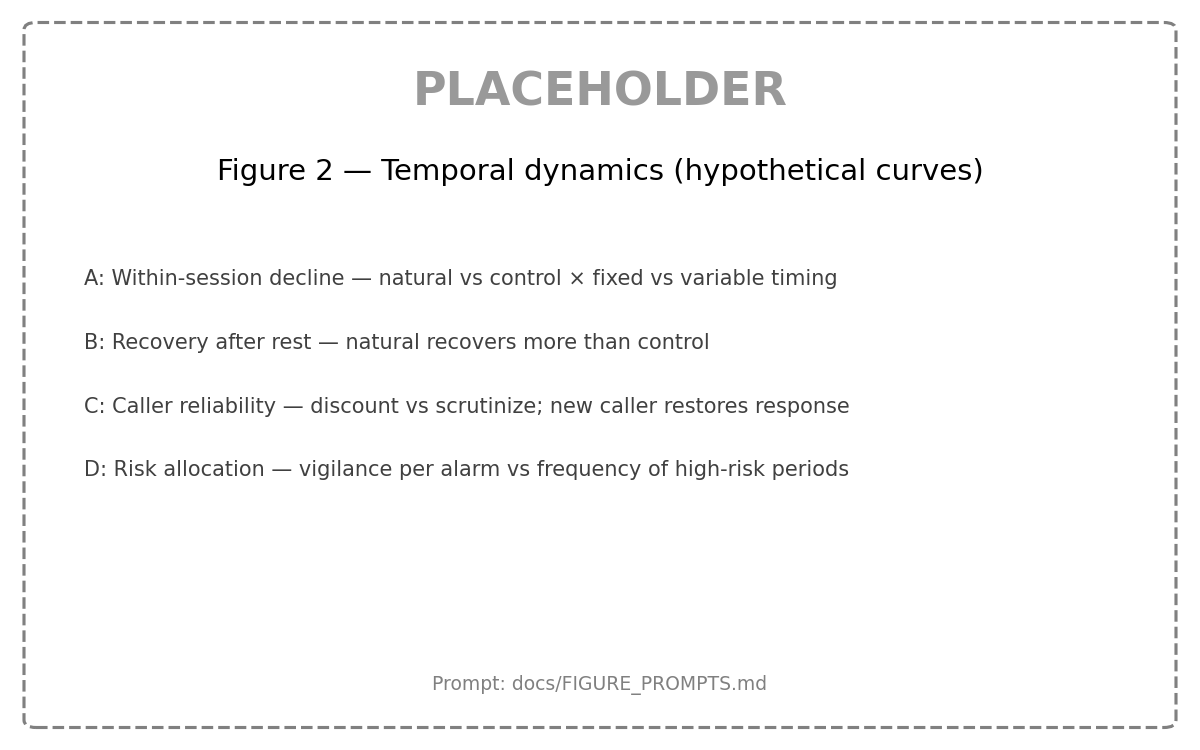 PLACEHOLDER
Figure 2 — Temporal dynamics (hypothetical curves)
A: Within-session decline — natural vs control × fixed vs variable timing
B: Recovery after rest — natural recovers more than control
C: Caller reliability — discount vs scrutinize; new caller restores response
D: Risk allocation — vigilance per alarm vs frequency of high-risk periods
Prompt: docs/FIGURE_PROMPTS.md